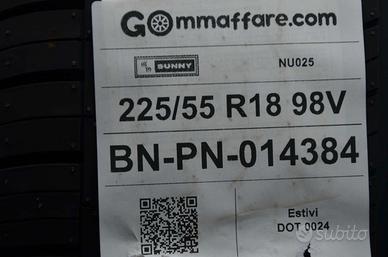 GOmmaffare.com
SUNNY NU025
225/55 R18 98V
BN-PN-014384
Estivi
DOT 0024
subito